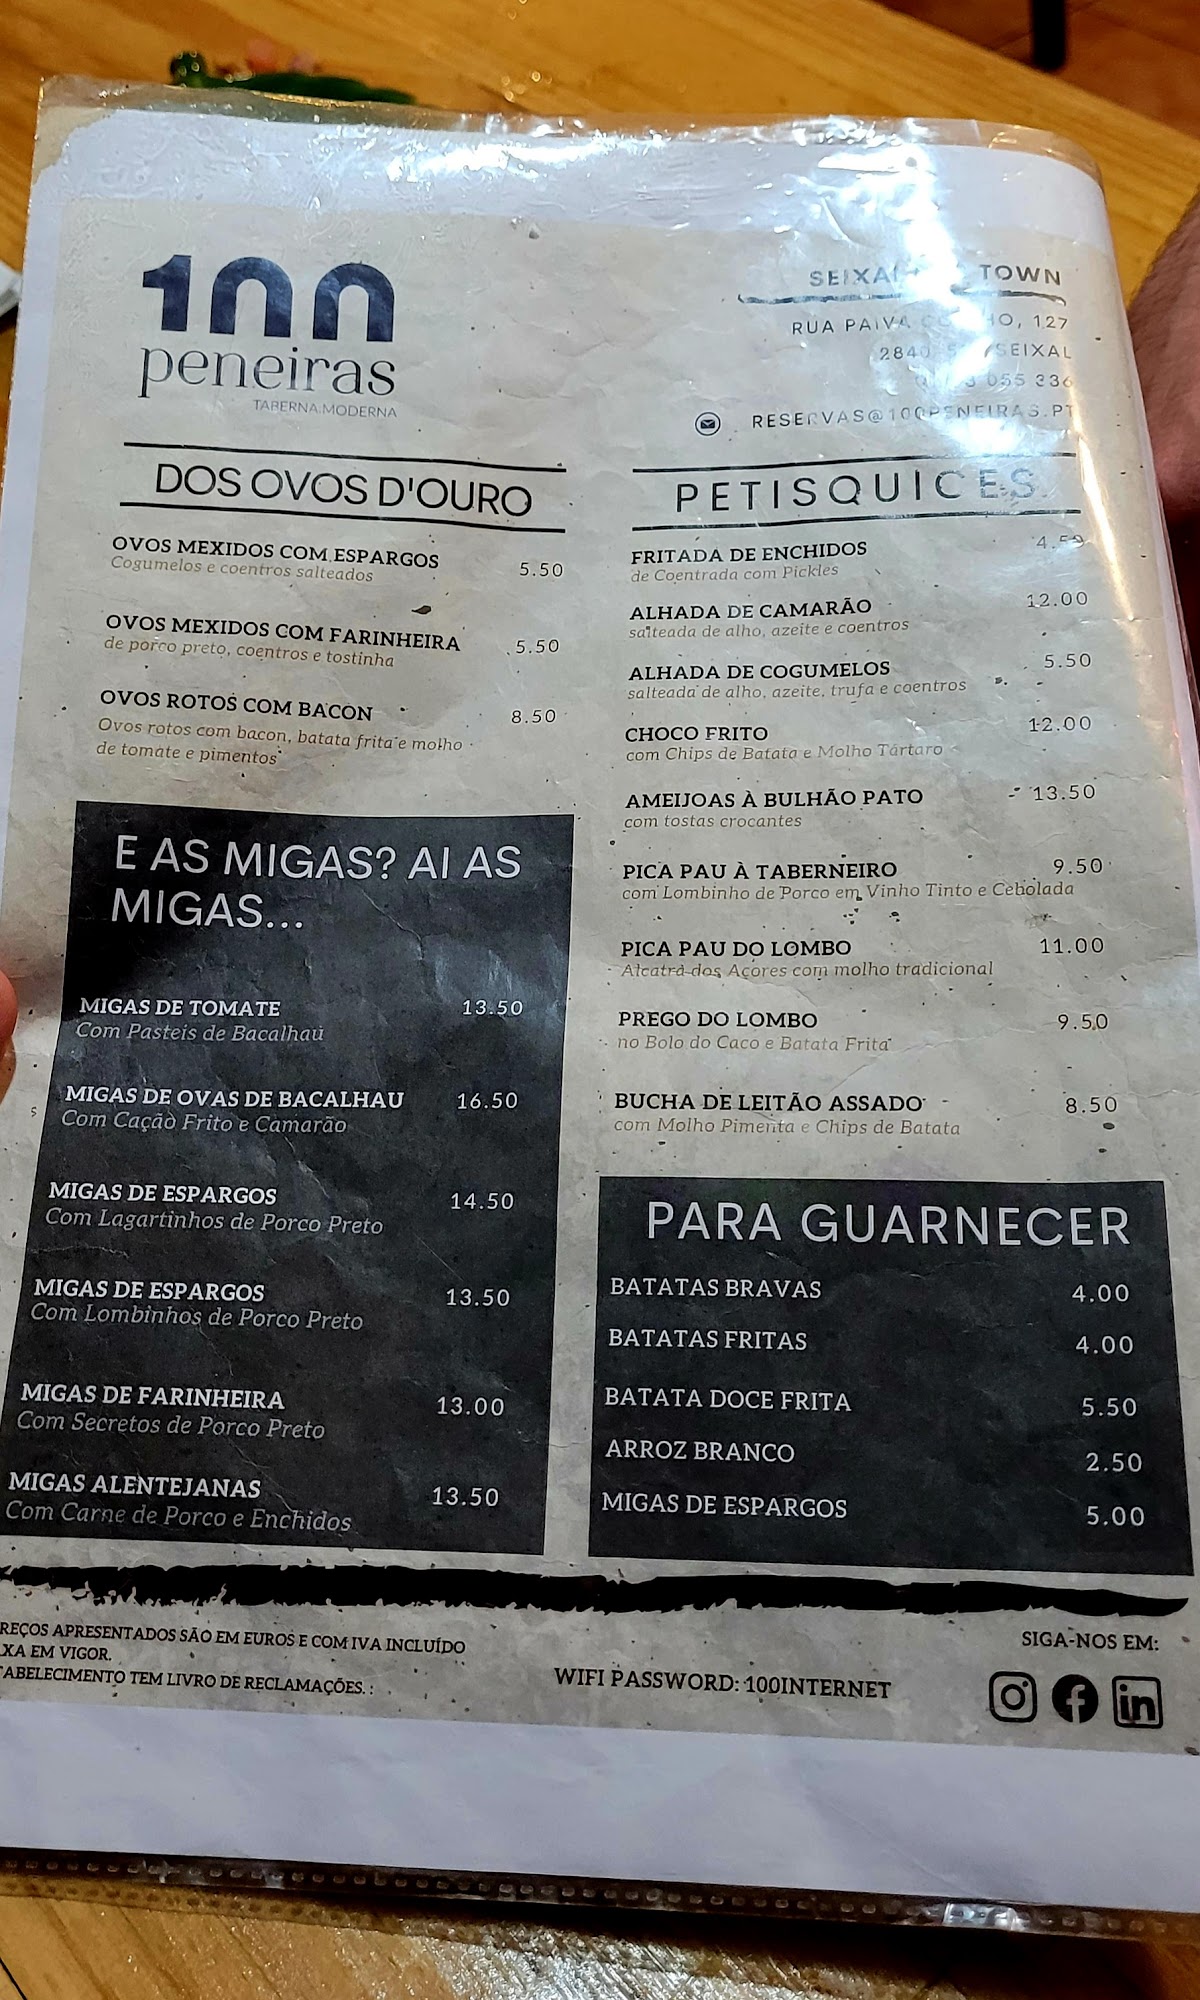 100
peneiras
TABERNA MODERNA
TOWN
RUA PAIVA 127
SEIXAL
055 336
RESERVAS@100PENEIRAS.PT
DOS OVOS D'OURO
OVOS MEXIDOS COM ESPARGOS 5.50
Cogumelos e coentros salteados
OVOS MEXIDOS COM FARINHEIRA 5.50
de porco preto, coentros e tostinha
OVOS ROTOS COM BACON 8.50
Ovos rotos com bacon, batata frita e molho
de tomate e pimentos
E AS MIGAS? AI AS
MIGAS...
MIGAS DE TOMATE 13.50
Com Pasteis de Bacalhau
MIGAS DE OVAS DE BACALHAU 16.50
Com Cação Frito e Camarão
MIGAS DE ESPARGOS 14.50
Com Lagartinhos de Porco Preto
MIGAS DE ESPARGOS 13.50
Com Lombinhos de Porco Preto
MIGAS DE FARINHEIRA 13.00
Com Secretos de Porco Preto
MIGAS ALENTEJANAS 13.50
Com Carne de Porco e Enchidos
PETISQUICES
FRITADA DE ENCHIDOS 4.50
de Coentrada com Pickles
ALHADA DE CAMARÃO 12.00
salteada de alho, azeite e coentros
ALHADA DE COGUMELOS 5.50
salteada de alho, azeite, trufa e coentros
CHOCO FRITO 12.00
com Chips de Batata e Molho Tártaro
AMEIJOAS À BULHÃO PATO 13.50
com tostas crocantes
PICA PAU À TABERNEIRO 9.50
com Lombinho de Porco em Vinho Tinto e Cebolada
PICA PAU DO LOMBO 11.00
Alcatra dos Açores com molho tradicional
PREGO DO LOMBO 9.50
no Bolo do Caco e Batata Frita
BUCHA DE LEITÃO ASSADO 8.50
com Molho Pimenta e Chips de Batata
PARA GUARNECER
BATATAS BRAVAS 4.00
BATATAS FRITAS 4.00
BATATA DOCE FRITA 5.50
ARROZ BRANCO 2.50
MIGAS DE ESPARGOS 5.00
REÇOS APRESENTADOS SÃO EM EUROS E COM IVA INCLUÍDO
XA EM VIGOR.
ABELECIMENTO TEM LIVRO DE RECLAMAÇÕES. :
WIFI PASSWORD: 100INTERNET
SIGA-NOS EM: